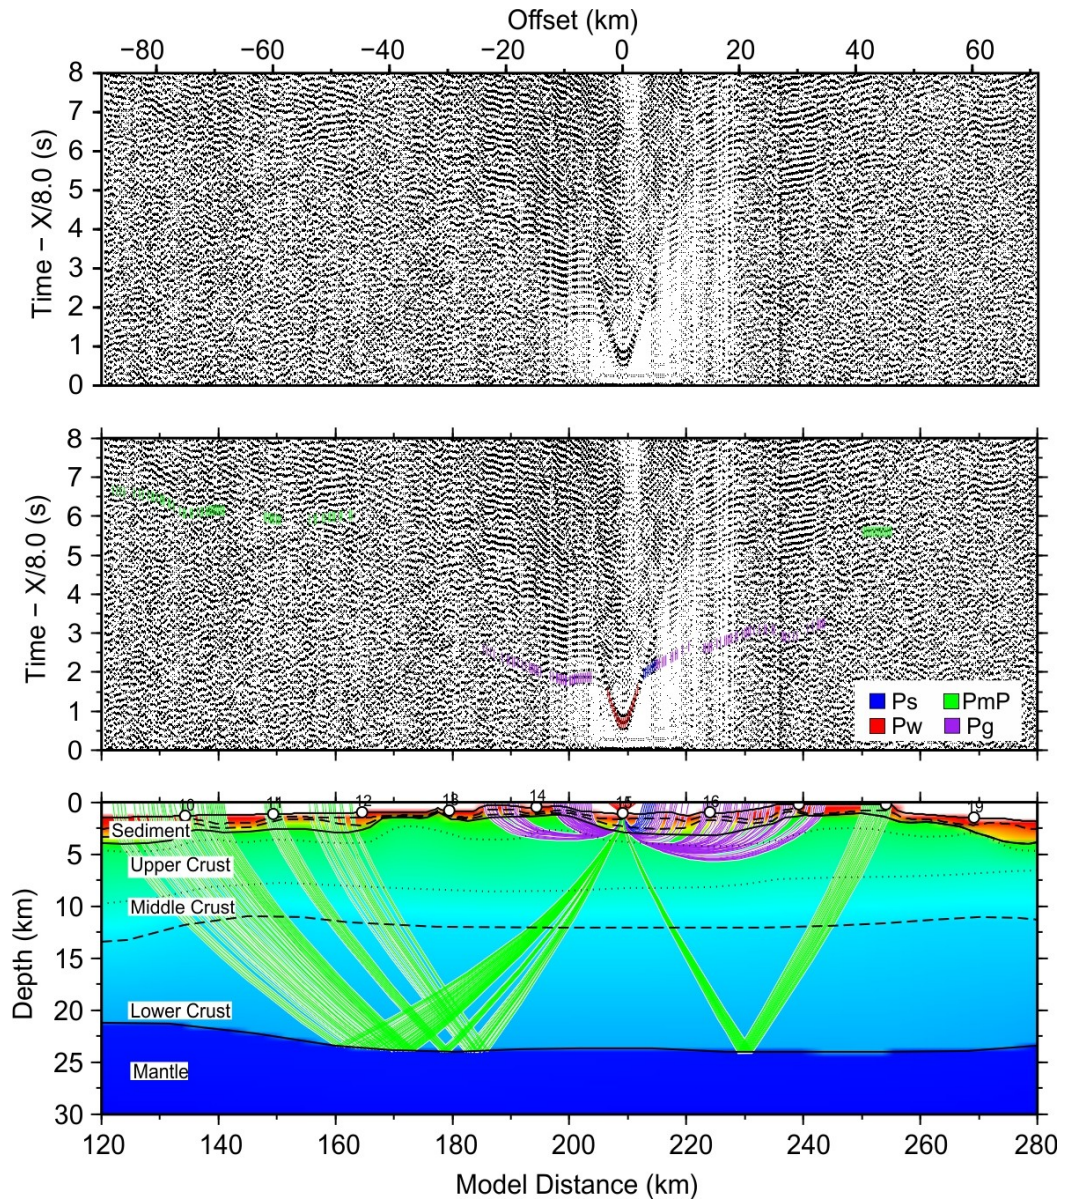 Offset (km)
−80 −60 −40 −20 0 20 40 60
8
7
6
5
4
3
2
1
0
Time − X/8.0 (s)
8
7
6
5
4
3
2
1
0
Time − X/8.0 (s)
Ps PmP
Pw Pg
0
5
10
15
20
25
30
Depth (km)
12 13 14 15 16 19
Sediment
Upper Crust
Middle Crust
Lower Crust
Mantle
120 140 160 180 200 220 240 260 280
Model Distance (km)